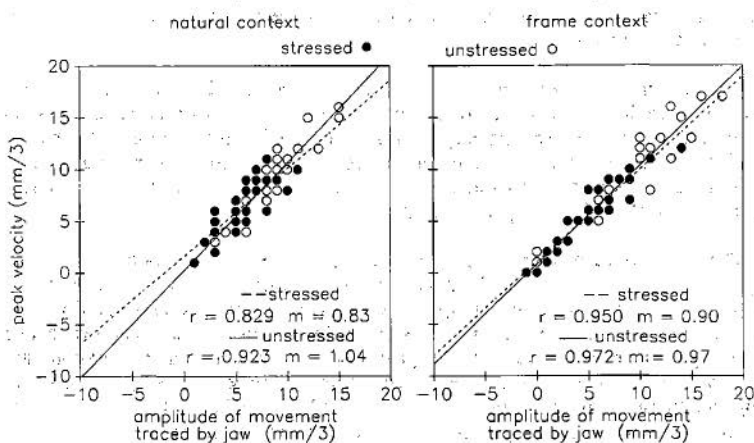 natural context
frame context
stressed ●
unstressed ○
peak velocity (mm/3)
20
15
10
5
0
−5
−10
---stressed
r = 0.829 m = 0.83
—unstressed
r = 0.923 m = 1.04
---stressed
r = 0.950 m = 0.90
—unstressed
r = 0.972 m = 0.97
−10 −5 0 5 10 15 20
−10 −5 0 5 10 15 20
amplitude of movement
traced by jaw (mm/3)
amplitude of movement
traced by jaw (mm/3)